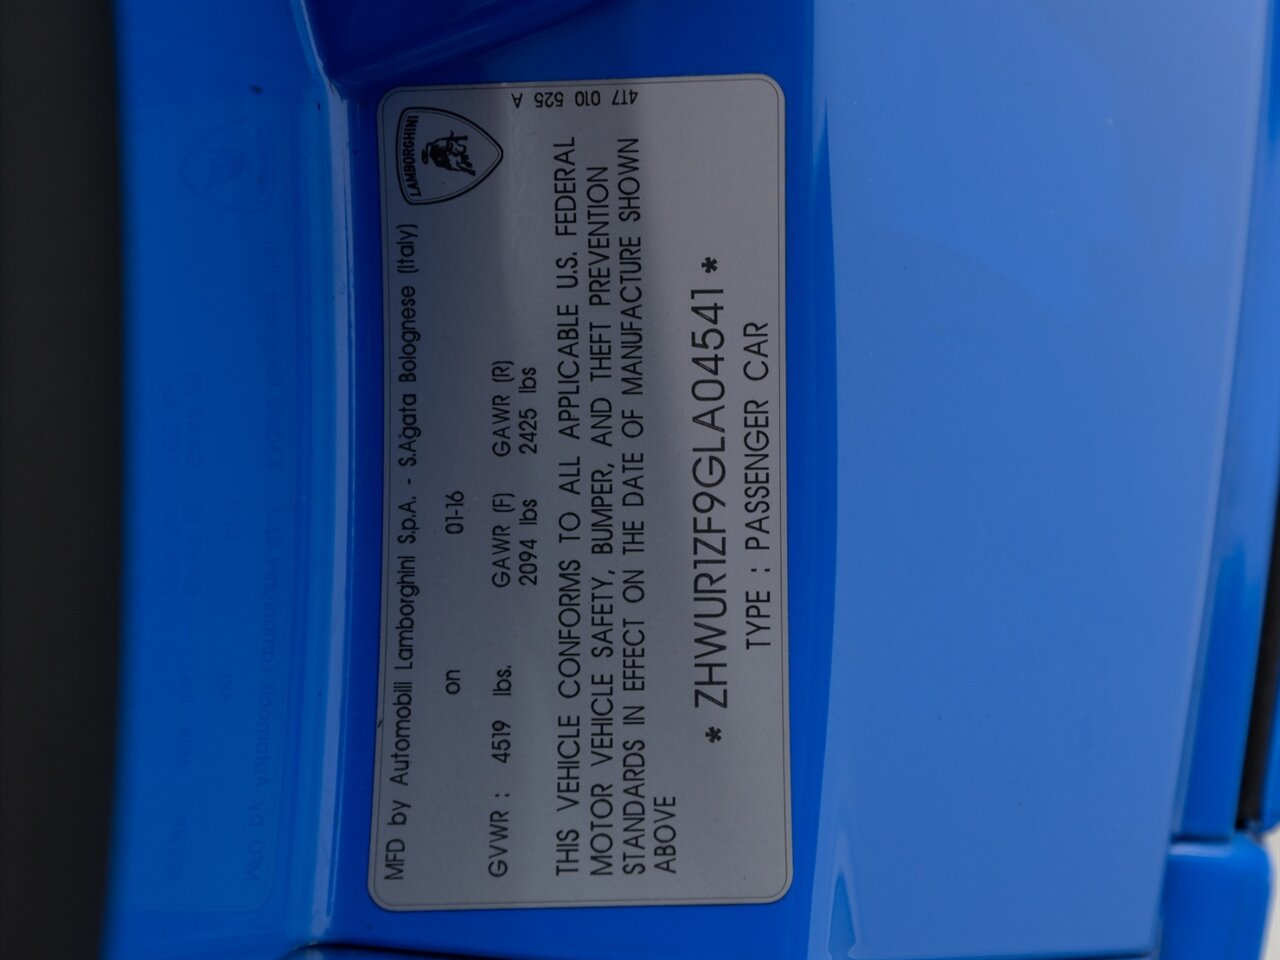 LAMBORGHINI
4T7 010 525 A
MFD by Automobili Lamborghini S.p.A. - S.Agata Bolognese (Italy)
on 01-16
GVWR : 4519 lbs. GAWR (F) GAWR (R)
2094 lbs 2425 lbs
THIS VEHICLE CONFORMS TO ALL APPLICABLE U.S. FEDERAL
MOTOR VEHICLE SAFETY, BUMPER, AND THEFT PREVENTION
STANDARDS IN EFFECT ON THE DATE OF MANUFACTURE SHOWN
ABOVE
* ZHWUR1ZF9GLA04541 *
TYPE : PASSENGER CAR